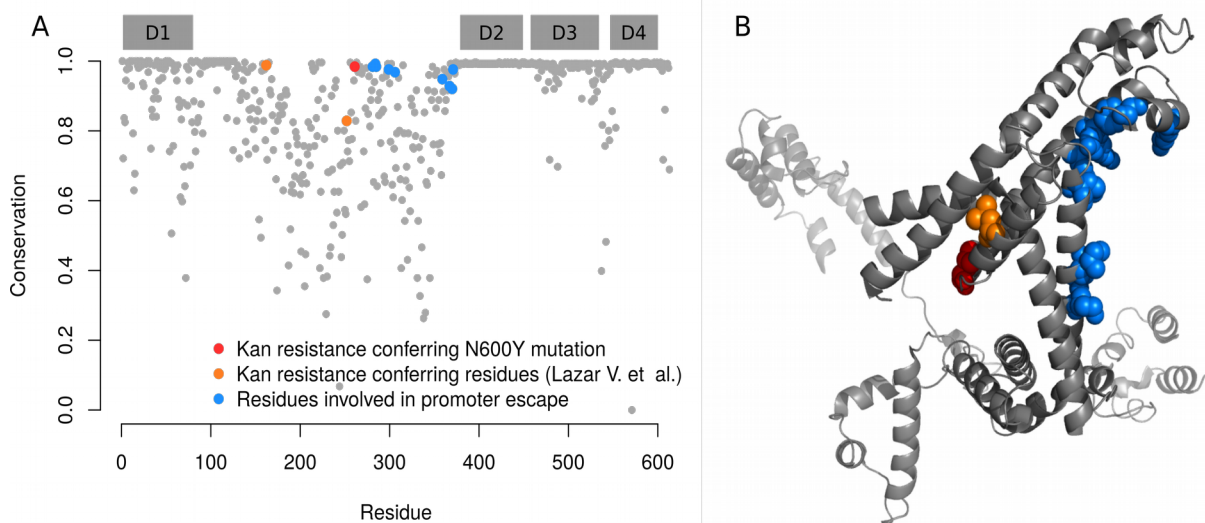 A
D1
D2
D3
D4
B
Conservation
1.0
0.8
0.6
0.4
0.2
0.0
Kan resistance conferring N600Y mutation
Kan resistance conferring residues (Lazar V. et al.)
Residues involved in promoter escape
0
100
200
300
400
500
600
Residue